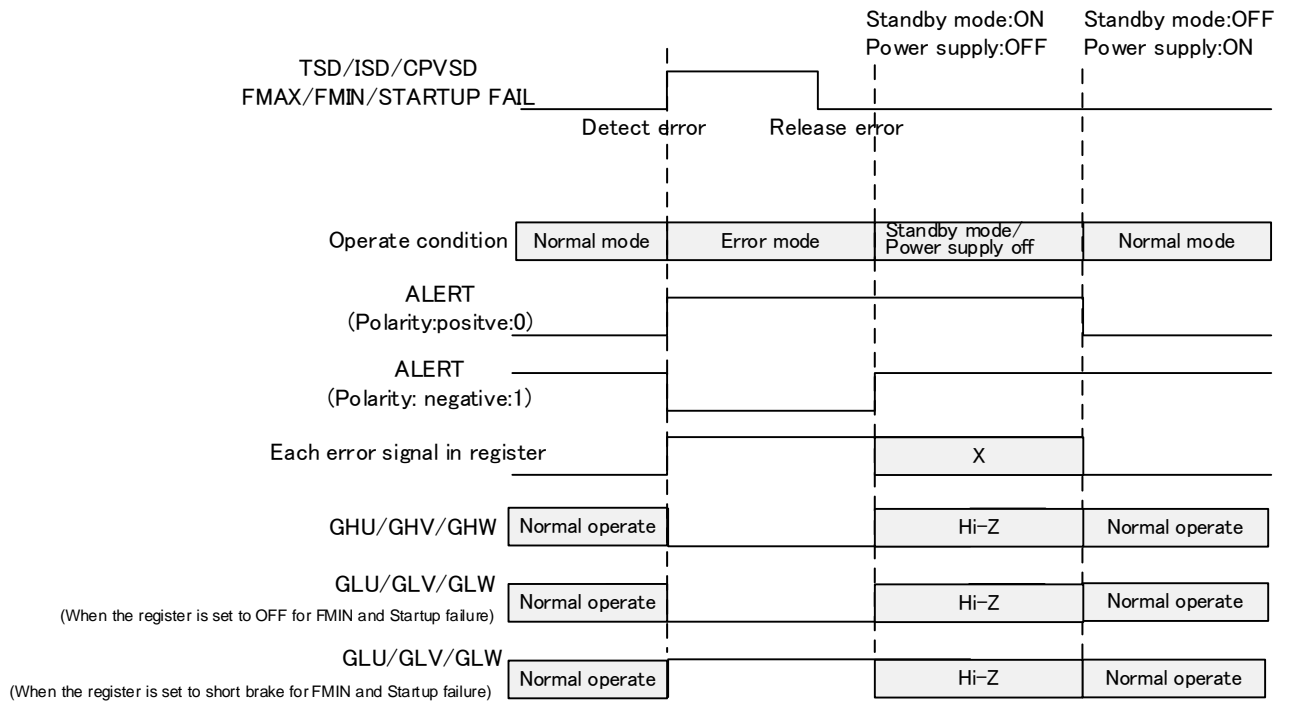 Standby mode:ON
Power supply:OFF
Standby mode:OFF
Power supply:ON
TSD/ISD/CPVSD
FMAX/FMIN/STARTUP FAIL
Detect error
Release error
Operate condition
Normal mode
Error mode
Standby mode/
Power supply off
Normal mode
ALERT
(Polarity:positve:0)
ALERT
(Polarity: negative:1)
Each error signal in register
X
GHU/GHV/GHW
Normal operate
Hi-Z
Normal operate
GLU/GLV/GLW
(When the register is set to OFF for FMIN and Startup failure)
Normal operate
Hi-Z
Normal operate
GLU/GLV/GLW
(When the register is set to short brake for FMIN and Startup failure)
Normal operate
Hi-Z
Normal operate